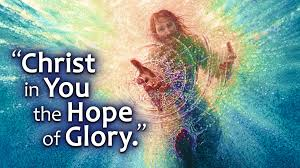 “Christ
in You
the Hope
of Glory.”